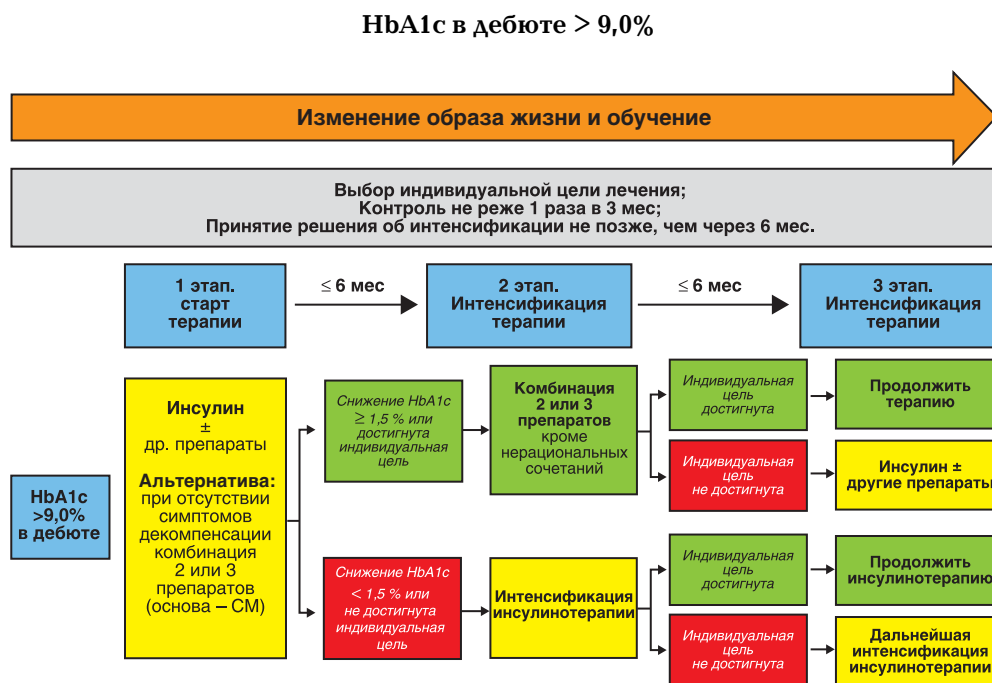 HbA1c в дебюте > 9,0%
Изменение образа жизни и обучение
Выбор индивидуальной цели лечения;
Контроль не реже 1 раза в 3 мес;
Принятие решения об интенсификации не позже, чем через 6 мес.
1 этап.
старт
терапии
≤ 6 мес
2 этап.
Интенсификация
терапии
≤ 6 мес
3 этап.
Интенсификация
терапии
HbA1c
>9,0%
в дебюте
Инсулин
±
др. препараты
Альтернатива:
при отсутствии
симптомов
декомпенсации
комбинация
2 или 3
препаратов
(основа – СМ)
Снижение HbA1c
≥ 1,5 % или
достигнута
индивидуальная
цель
Комбинация
2 или 3
препаратов
кроме
нерациональных
сочетаний
Индивидуальная
цель
достигнута
Продолжить
терапию
Индивидуальная
цель
не достигнута
Инсулин ±
другие препараты
Снижение HbA1c
< 1,5 % или
не достигнута
индивидуальная
цель
Интенсификация
инсулинотерапии
Индивидуальная
цель
достигнута
Продолжить
инсулинотерапию
Индивидуальная
цель
не достигнута
Дальнейшая
интенсификация
инсулинотерапии